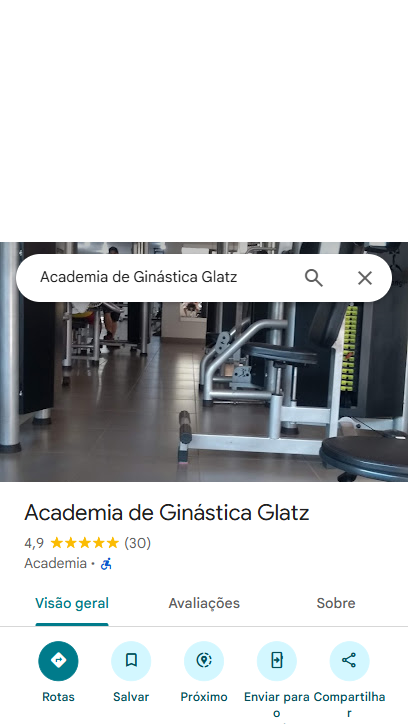 Academia de Ginástica Glatz
Academia de Ginástica Glatz
4,9 (30)
Academia ·
Visão geral Avaliações Sobre
Rotas Salvar Próximo Enviar para o Compartilhar